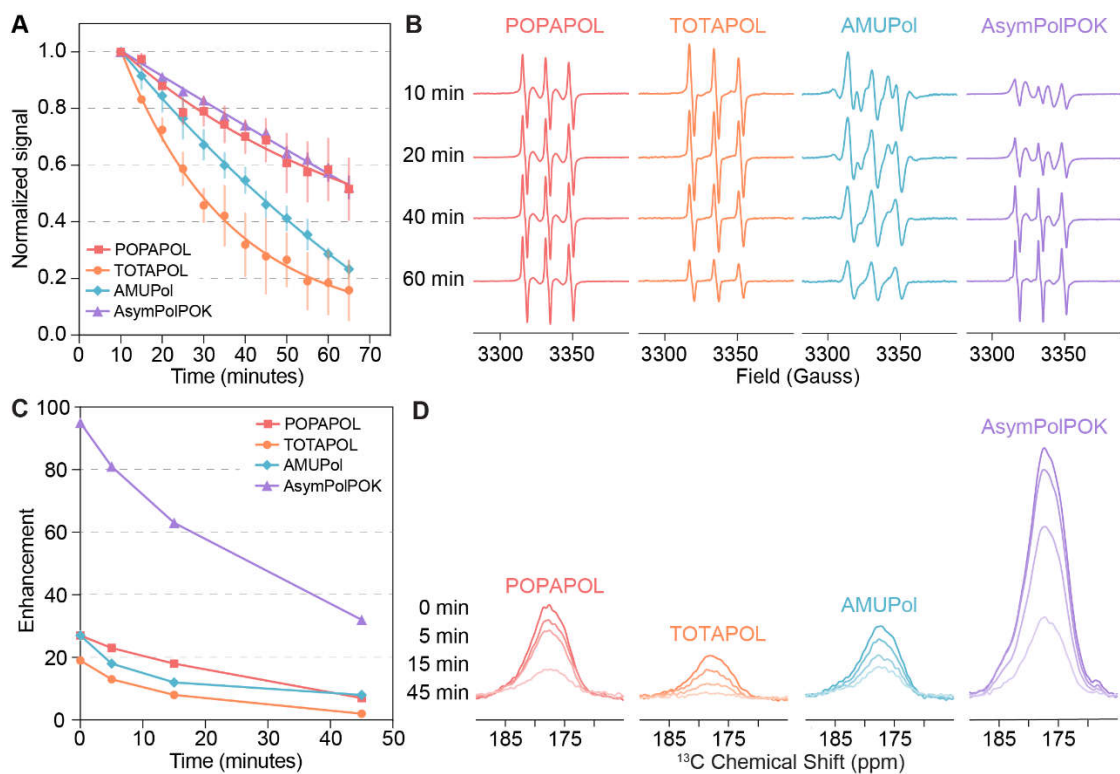 A
Normalized signal
1.0
0.8
0.6
0.4
0.2
0.0
POPAPOL
TOTAPOL
AMUPol
AsymPolPOK
0 10 20 30 40 50 60 70
Time (minutes)
B
POPAPOL TOTAPOL AMUPol AsymPolPOK
10 min
20 min
40 min
60 min
3300 3350 3300 3350 3300 3350 3300 3350
Field (Gauss)
C
Enhancement
100
80
60
40
20
0
POPAPOL
TOTAPOL
AMUPol
AsymPolPOK
0 10 20 30 40 50
Time (minutes)
D
AsymPolPOK
POPAPOL
AMUPol
TOTAPOL
0 min
5 min
15 min
45 min
185 175 185 175 185 175 185 175
¹³C Chemical Shift (ppm)